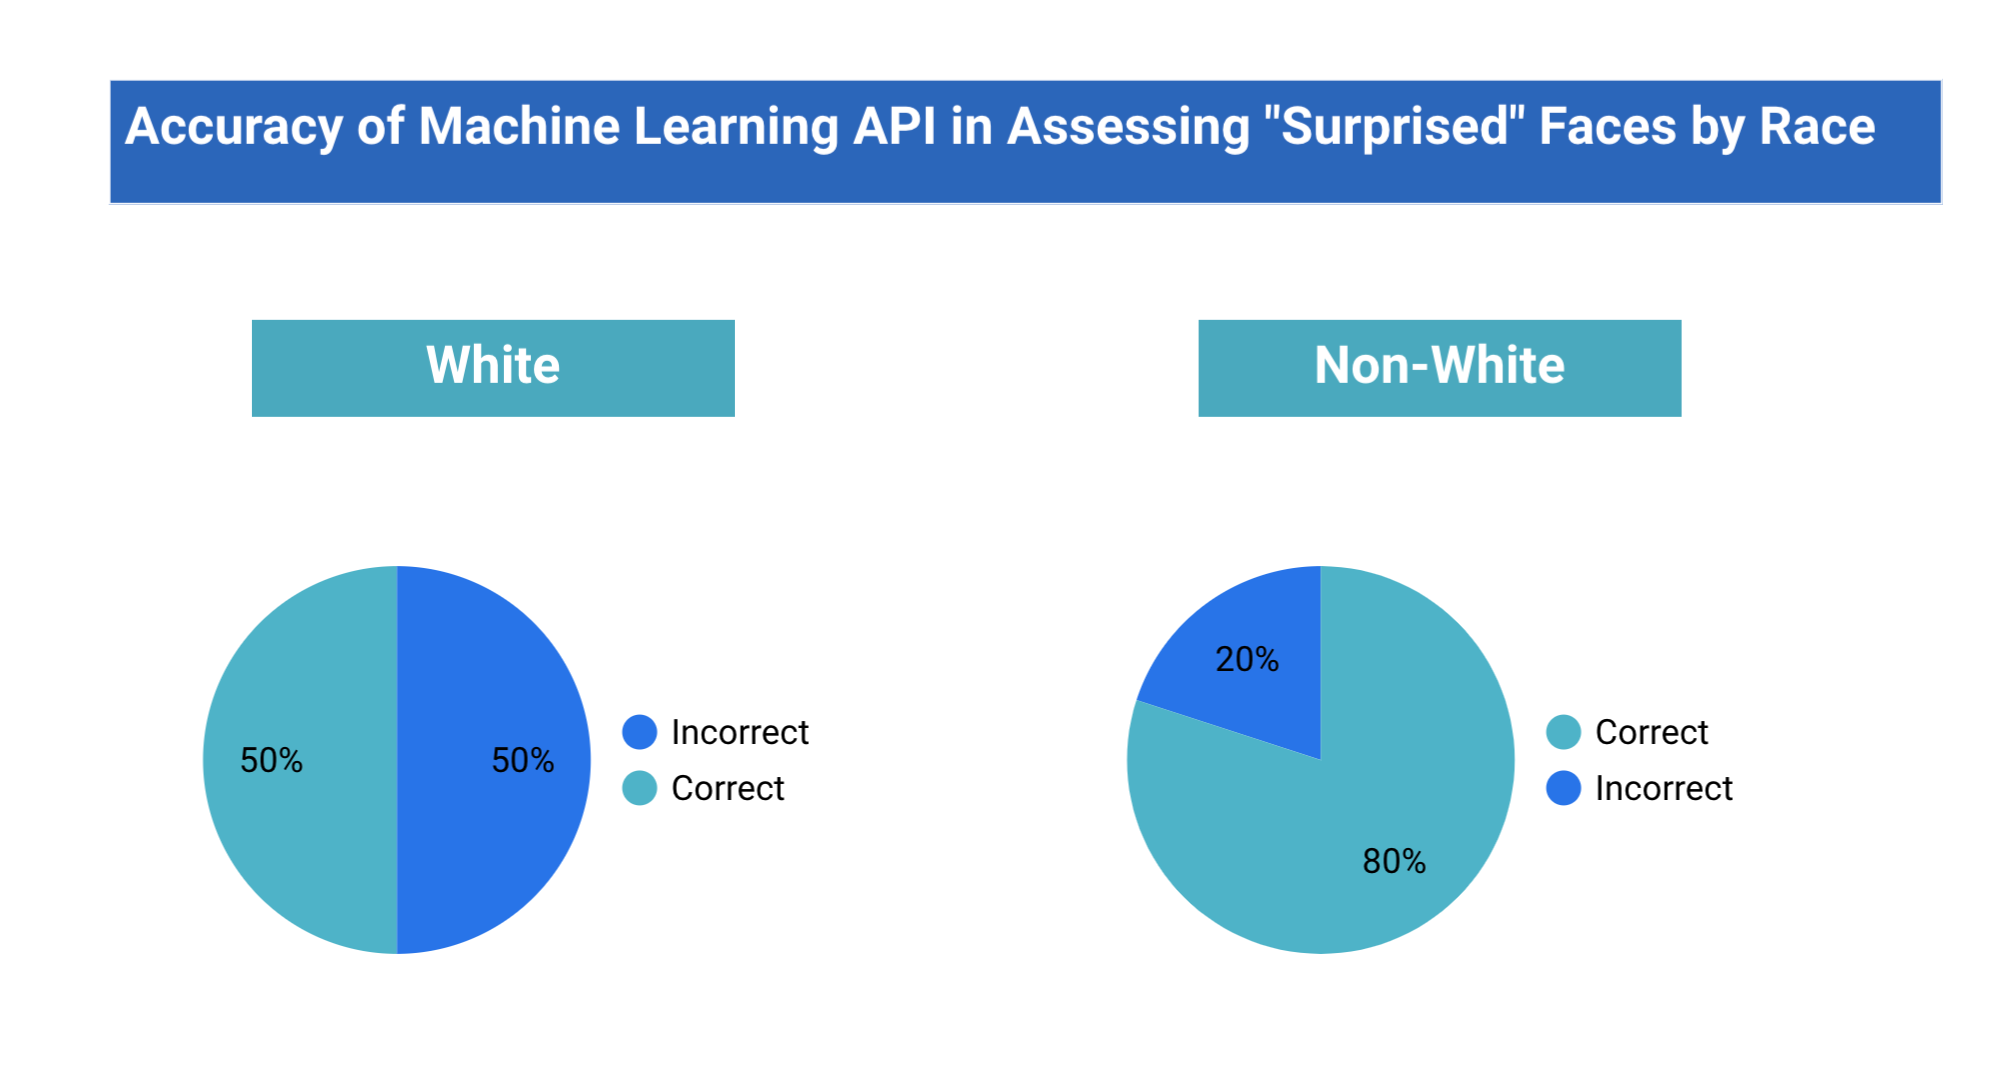 Accuracy of Machine Learning API in Assessing "Surprised" Faces by Race
White
50%
50%
Incorrect
Correct
Non-White
20%
80%
Correct
Incorrect